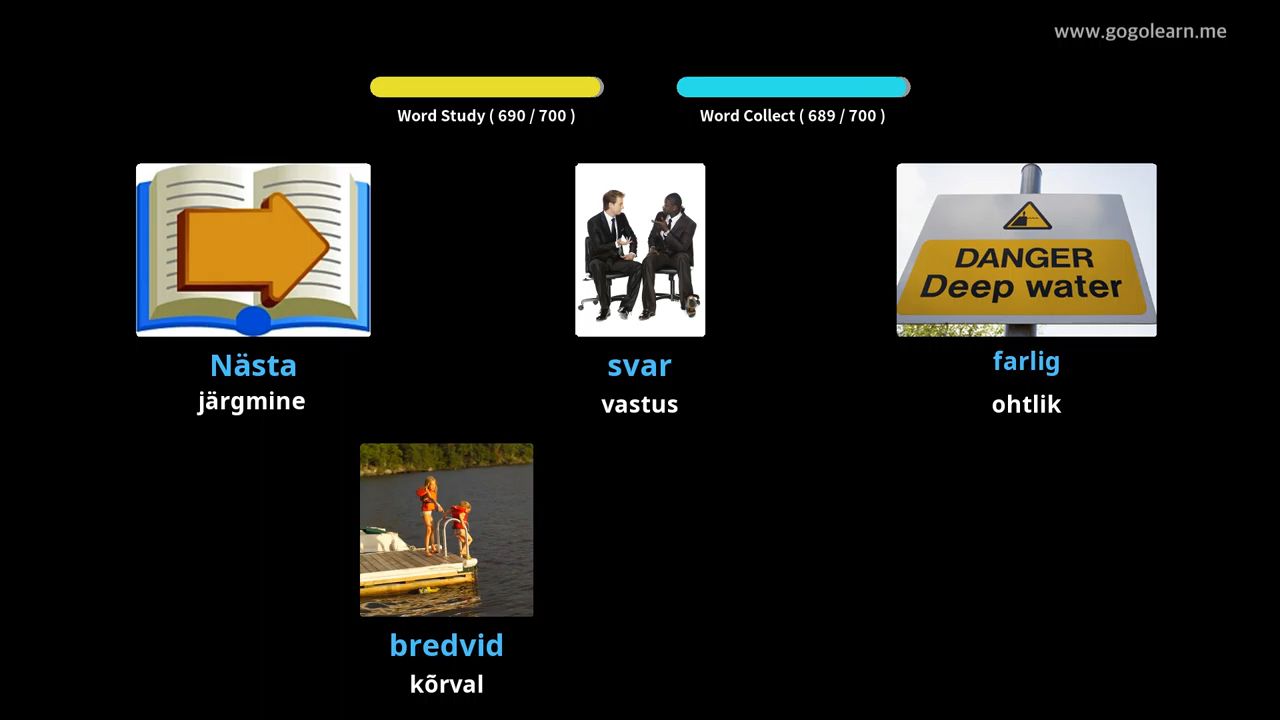 www.gogolearn.me
Word Study ( 690 / 700 )
Word Collect ( 689 / 700 )
DANGER
Deep water
Nästa
järgmine
svar
vastus
farlig
ohtlik
bredvid
kõrval